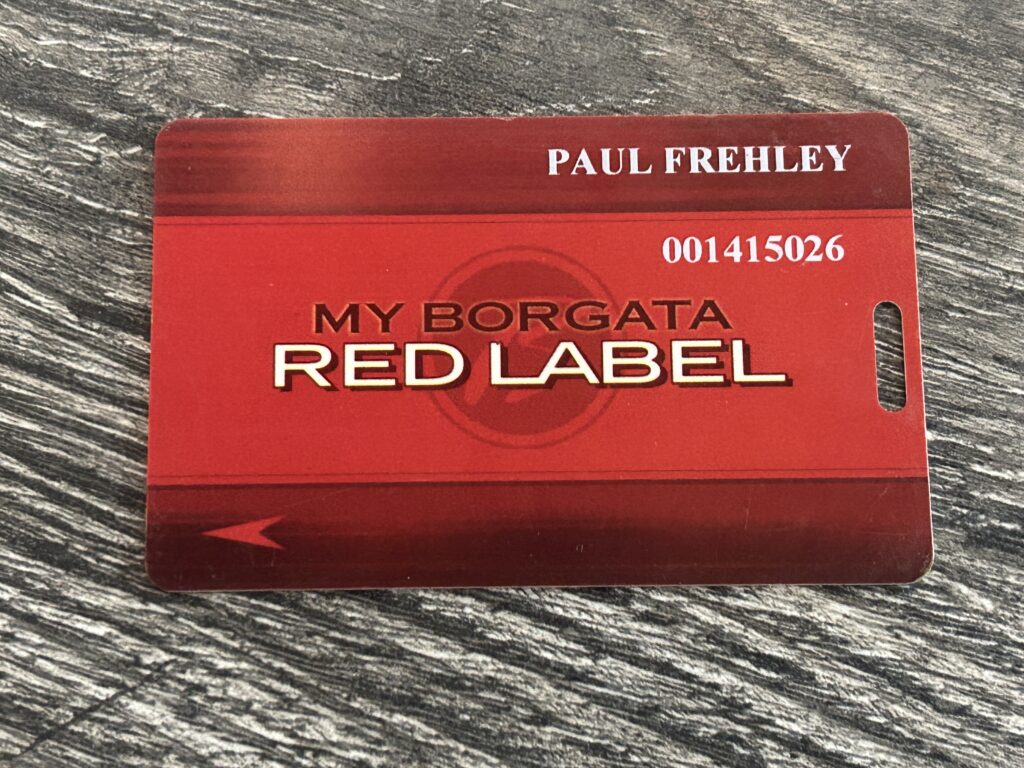 PAUL FREHLEY
001415026
MY BORGATA
RED LABEL